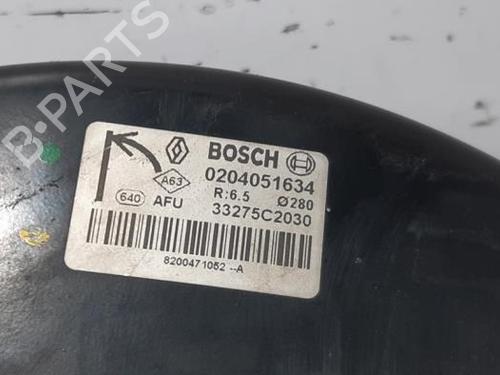 BOSCH
A63
0204051634
R:6.5 Ø280
640 AFU 33275C2030
8200471052 --A
B-PARTS